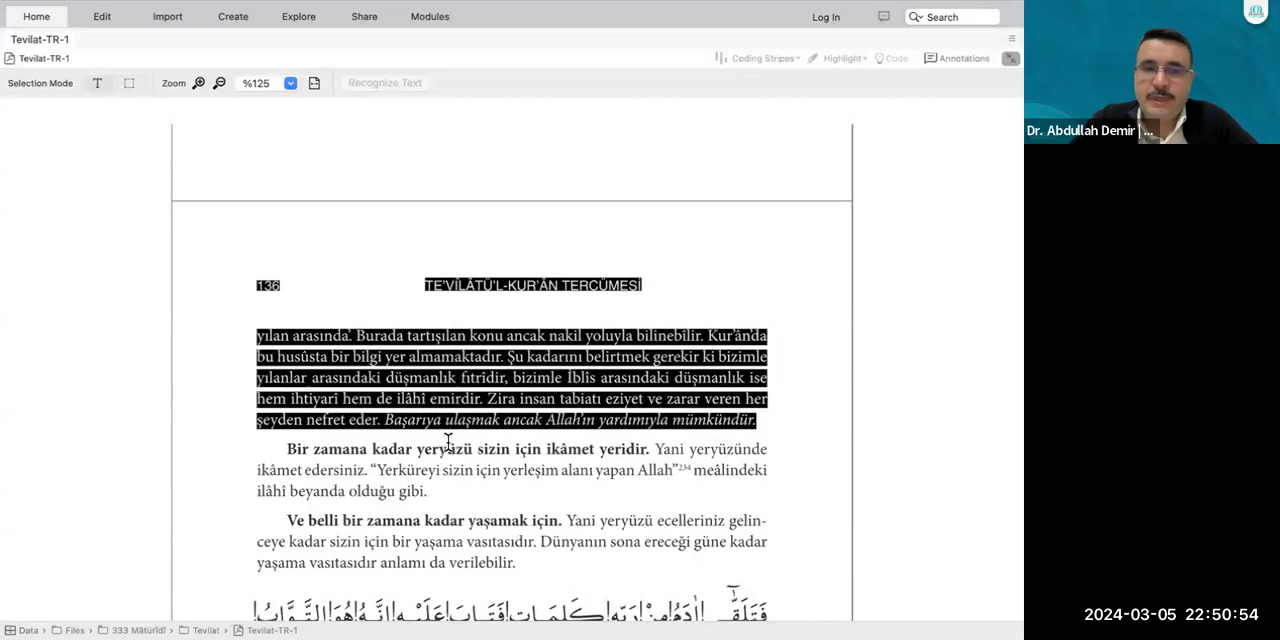 Home Edit Import Create Explore Share Modules Log In Search
Tevilat-TR-1
Tevilat-TR-1 Coding Stripes Highlight Code Annotations
Selection Mode T Zoom %125 Recognize Text
Dr. Abdullah Demir | ...
136 TE'VÎLÂTÜ'L-KUR'ÂN TERCÜMESİ
yılan arasında'. Burada tartışılan konu ancak nakil yoluyla bilinebîlir. Kur'ân'da
bu husûsta bir bilgi yer almamaktadır. Şu kadarını belirtmek gerekir ki bizimle
yılanlar arasındaki düşmanlık fıtrîdir, bizimle İblîs arasındaki düşmanlık ise
hem ihtiyarî hem de ilâhî emirdir. Zira insan tabiatı eziyet ve zarar veren her
şeyden nefret eder. Başarıya ulaşmak ancak Allah'ın yardımıyla mümkündür.
Bir zamana kadar yeryüzü sizin için ikâmet yeridir. Yani yeryüzünde
ikâmet edersiniz. “Yerküreyi sizin için yerleşim alanı yapan Allah”234 meâlindeki
ilâhî beyanda olduğu gibi.
Ve belli bir zamana kadar yaşamak için. Yani yeryüzü ecelleriniz gelin-
ceye kadar sizin için bir yaşama vasıtasıdır. Dünyanın sona ereceği güne kadar
yaşama vasıtasıdır anlamı da verilebilir.
فَتَلَقّٰٓى اٰدَمُ مِنْ رَبِّه۪ كَلِمَاتٍ فَتَابَ عَلَيْهِ اِنَّهُ هُوَ التَّوَّابُ
Data Files 333 Mâtürîdî Tevilat Tevilat-TR-1
2024-03-05 22:50:54